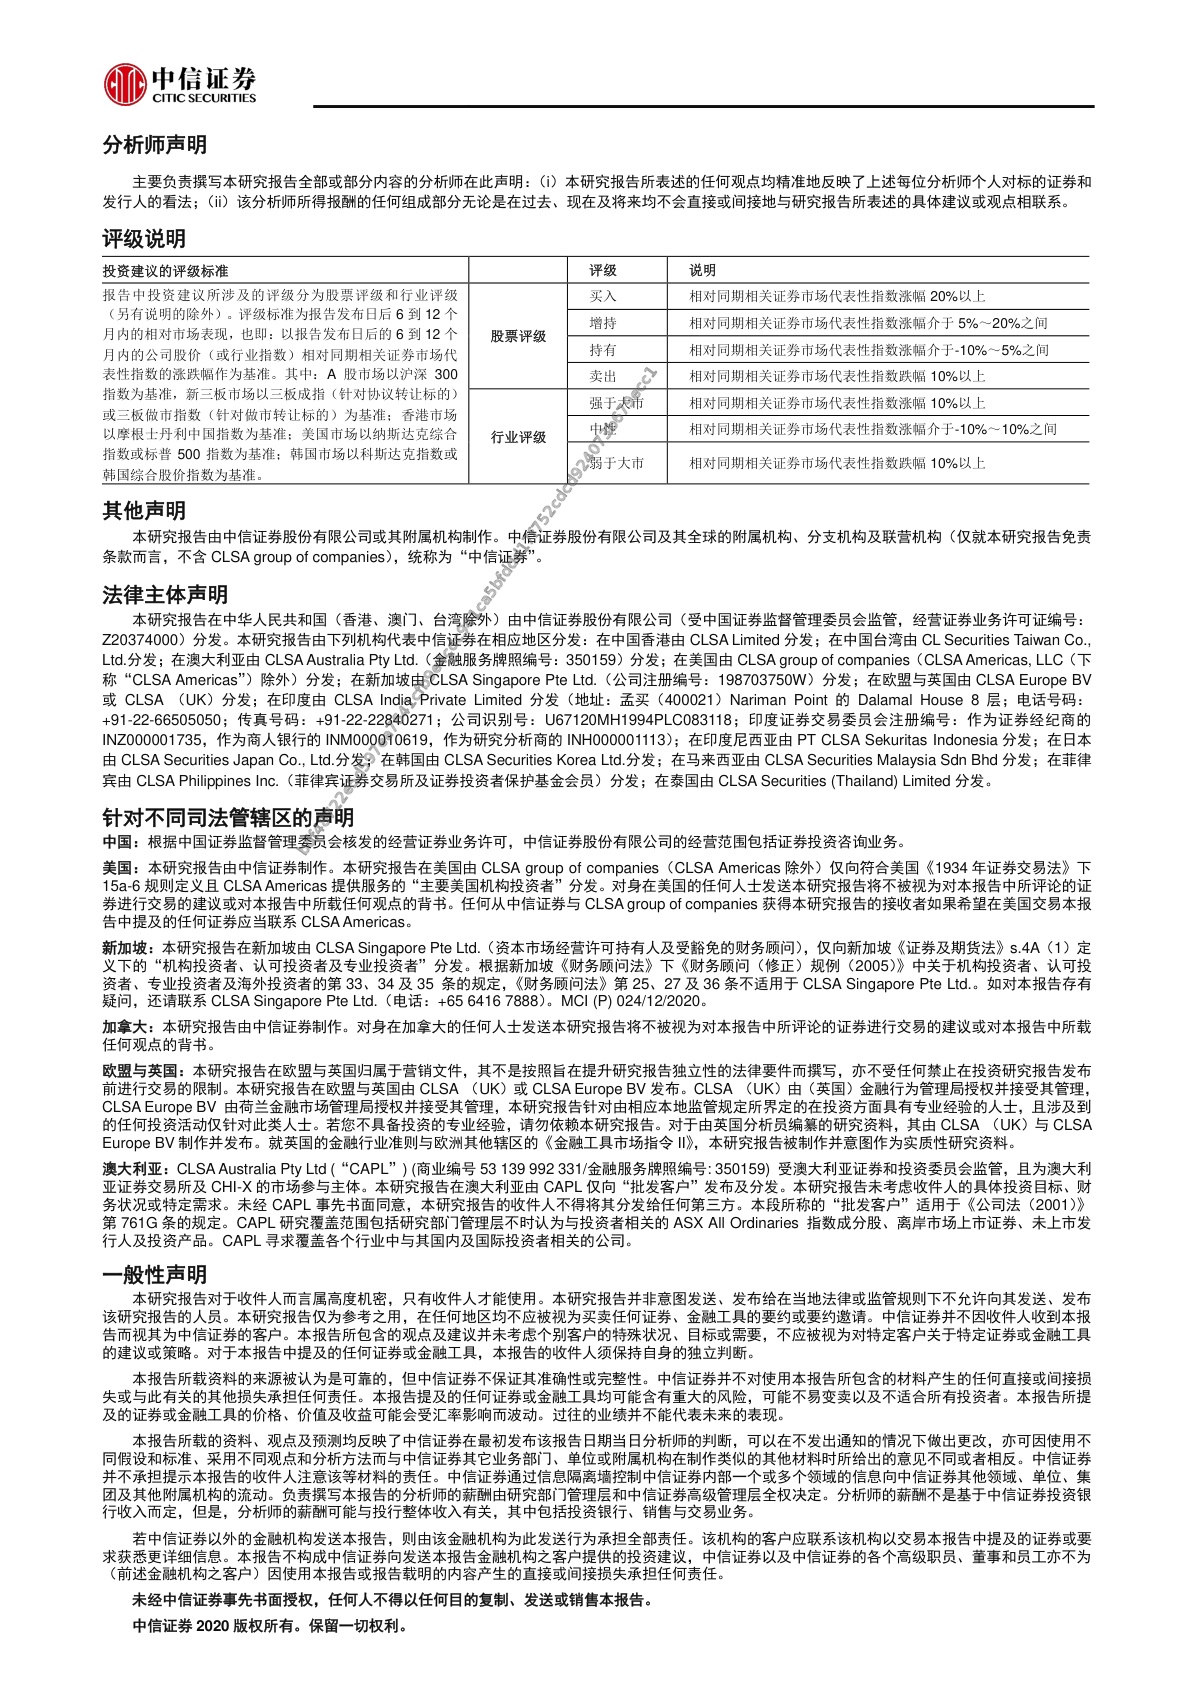 中信证券
CITIC SECURITIES
分析师声明
主要负责撰写本研究报告全部或部分内容的分析师在此声明：（i）本研究报告所表述的任何观点均精准地反映了上述每位分析师个人对标的证券和
发行人的看法；（ii）该分析师所得报酬的任何组成部分无论是在过去、现在及将来均不会直接或间接地与研究报告所表述的具体建议或观点相联系。
评级说明
投资建议的评级标准 评级 说明
报告中投资建议所涉及的评级分为股票评级和行业评级
（另有说明的除外）。评级标准为报告发布日后 6 到 12 个
月内的相对市场表现，也即：以报告发布日后的 6 到 12 个
月内的公司股价（或行业指数）相对同期相关证券市场代
表性指数的涨跌幅作为基准。其中：A 股市场以沪深 300
指数为基准，新三板市场以三板成指（针对协议转让标的）
或三板做市指数（针对做市转让标的）为基准；香港市场
以摩根士丹利中国指数为基准；美国市场以纳斯达克综合
指数或标普 500 指数为基准；韩国市场以科斯达克指数或
韩国综合股价指数为基准。
股票评级
买入 相对同期相关证券市场代表性指数涨幅 20%以上
增持 相对同期相关证券市场代表性指数涨幅介于 5%～20%之间
持有 相对同期相关证券市场代表性指数涨幅介于-10%～5%之间
卖出 相对同期相关证券市场代表性指数跌幅 10%以上
行业评级
强于大市 相对同期相关证券市场代表性指数涨幅 10%以上
中性 相对同期相关证券市场代表性指数涨幅介于-10%～10%之间
弱于大市 相对同期相关证券市场代表性指数跌幅 10%以上
其他声明
本研究报告由中信证券股份有限公司或其附属机构制作。中信证券股份有限公司及其全球的附属机构、分支机构及联营机构（仅就本研究报告免责
条款而言，不含 CLSA group of companies），统称为“中信证券”。
法律主体声明
本研究报告在中华人民共和国（香港、澳门、台湾除外）由中信证券股份有限公司（受中国证券监督管理委员会监管，经营证券业务许可证编号：
Z20374000）分发。本研究报告由下列机构代表中信证券在相应地区分发：在中国香港由 CLSA Limited 分发；在中国台湾由 CL Securities Taiwan Co.,
Ltd.分发；在澳大利亚由 CLSA Australia Pty Ltd.（金融服务牌照编号：350159）分发；在美国由 CLSA group of companies（CLSA Americas, LLC（下
称“CLSA Americas”）除外）分发；在新加坡由 CLSA Singapore Pte Ltd.（公司注册编号：198703750W）分发；在欧盟与英国由 CLSA Europe BV
或 CLSA （UK）分发；在印度由 CLSA India Private Limited 分发（地址：孟买（400021）Nariman Point 的 Dalamal House 8 层；电话号码：
+91-22-66505050；传真号码：+91-22-22840271；公司识别号：U67120MH1994PLC083118；印度证券交易委员会注册编号：作为证券经纪商的
INZ000001735，作为商人银行的 INM000010619，作为研究分析商的 INH000001113）；在印度尼西亚由 PT CLSA Sekuritas Indonesia 分发；在日本
由 CLSA Securities Japan Co., Ltd.分发；在韩国由 CLSA Securities Korea Ltd.分发；在马来西亚由 CLSA Securities Malaysia Sdn Bhd 分发；在菲律
宾由 CLSA Philippines Inc.（菲律宾证券交易所及证券投资者保护基金会员）分发；在泰国由 CLSA Securities (Thailand) Limited 分发。
针对不同司法管辖区的声明
中国：根据中国证券监督管理委员会核发的经营证券业务许可，中信证券股份有限公司的经营范围包括证券投资咨询业务。
美国：本研究报告由中信证券制作。本研究报告在美国由 CLSA group of companies（CLSA Americas 除外）仅向符合美国《1934 年证券交易法》下
15a-6 规则定义且 CLSA Americas 提供服务的“主要美国机构投资者”分发。对身在美国的任何人士发送本研究报告将不被视为对本报告中所评论的证
券进行交易的建议或对本报告中所载任何观点的背书。任何从中信证券与 CLSA group of companies 获得本研究报告的接收者如果希望在美国交易本报
告中提及的任何证券应当联系 CLSA Americas。
新加坡：本研究报告在新加坡由 CLSA Singapore Pte Ltd.（资本市场经营许可持有人及受豁免的财务顾问），仅向新加坡《证券及期货法》s.4A（1）定
义下的“机构投资者、认可投资者及专业投资者”分发。根据新加坡《财务顾问法》下《财务顾问（修正）规例（2005）》中关于机构投资者、认可投
资者、专业投资者及海外投资者的第 33、34 及 35 条的规定，《财务顾问法》第 25、27 及 36 条不适用于 CLSA Singapore Pte Ltd.。如对本报告存有
疑问，还请联系 CLSA Singapore Pte Ltd.（电话：+65 6416 7888）。MCI (P) 024/12/2020。
加拿大：本研究报告由中信证券制作。对身在加拿大的任何人士发送本研究报告将不被视为对本报告中所评论的证券进行交易的建议或对本报告中所载
任何观点的背书。
欧盟与英国：本研究报告在欧盟与英国归属于营销文件，其不是按照旨在提升研究报告独立性的法律要件而撰写，亦不受任何禁止在投资研究报告发布
前进行交易的限制。本研究报告在欧盟与英国由 CLSA （UK）或 CLSA Europe BV 发布。CLSA （UK）由（英国）金融行为管理局授权并接受其管理，
CLSA Europe BV 由荷兰金融市场管理局授权并接受其管理，本研究报告针对由相应本地监管规定所界定的在投资方面具有专业经验的人士，且涉及到
的任何投资活动仅针对此类人士。若您不具备投资的专业经验，请勿依赖本研究报告。对于由英国分析员编纂的研究资料，其由 CLSA （UK）与 CLSA
Europe BV 制作并发布。就英国的金融行业准则与欧洲其他辖区的《金融工具市场指令 II》，本研究报告被制作并意图作为实质性研究资料。
澳大利亚：CLSA Australia Pty Ltd (“CAPL”) (商业编号 53 139 992 331/金融服务牌照编号: 350159) 受澳大利亚证券和投资委员会监管，且为澳大利
亚证券交易所及 CHI-X 的市场参与主体。本研究报告在澳大利亚由 CAPL 仅向“批发客户”发布及分发。本研究报告未考虑收件人的具体投资目标、财
务状况或特定需求。未经 CAPL 事先书面同意，本研究报告的收件人不得将其分发给任何第三方。本段所称的“批发客户”适用于《公司法（2001）》
第 761G 条的规定。CAPL 研究覆盖范围包括研究部门管理层不时认为与投资者相关的 ASX All Ordinaries 指数成分股、离岸市场上市证券、未上市发
行人及投资产品。CAPL 寻求覆盖各个行业中与其国内及国际投资者相关的公司。
一般性声明
本研究报告对于收件人而言属高度机密，只有收件人才能使用。本研究报告并非意图发送、发布给在当地法律或监管规则下不允许向其发送、发布
该研究报告的人员。本研究报告仅为参考之用，在任何地区均不应被视为买卖任何证券、金融工具的要约或要约邀请。中信证券并不因收件人收到本报
告而视其为中信证券的客户。本报告所包含的观点及建议并未考虑个别客户的特殊状况、目标或需要，不应被视为对特定客户关于特定证券或金融工具
的建议或策略。对于本报告中提及的任何证券或金融工具，本报告的收件人须保持自身的独立判断。
本报告所载资料的来源被认为是可靠的，但中信证券不保证其准确性或完整性。中信证券并不对使用本报告所包含的材料产生的任何直接或间接损
失或与此有关的其他损失承担任何责任。本报告提及的任何证券或金融工具均可能含有重大的风险，可能不易变卖以及不适合所有投资者。本报告所提
及的证券或金融工具的价格、价值及收益可能会受汇率影响而波动。过往的业绩并不能代表未来的表现。
本报告所载的资料、观点及预测均反映了中信证券在最初发布该报告日期当日分析师的判断，可以在不发出通知的情况下做出更改，亦可因使用不
同假设和标准、采用不同观点和分析方法而与中信证券其它业务部门、单位或附属机构在制作类似的其他材料时所给出的意见不同或者相反。中信证券
并不承担提示本报告的收件人注意该等材料的责任。中信证券通过信息隔离墙控制中信证券内部一个或多个领域的信息向中信证券其他领域、单位、集
团及其他附属机构的流动。负责撰写本报告的分析师的薪酬由研究部门管理层和中信证券高级管理层全权决定。分析师的薪酬不是基于中信证券投资银
行收入而定，但是，分析师的薪酬可能与投行整体收入有关，其中包括投资银行、销售与交易业务。
若中信证券以外的金融机构发送本报告，则由该金融机构为此发送行为承担全部责任。该机构的客户应联系该机构以交易本报告中提及的证券或要
求获悉更详细信息。本报告不构成中信证券向发送本报告金融机构之客户提供的投资建议，中信证券以及中信证券的各个高级职员、董事和员工亦不为
（前述金融机构之客户）因使用本报告或报告载明的内容产生的直接或间接损失承担任何责任。
未经中信证券事先书面授权，任何人不得以任何目的复制、发送或销售本报告。
中信证券 2020 版权所有。保留一切权利。